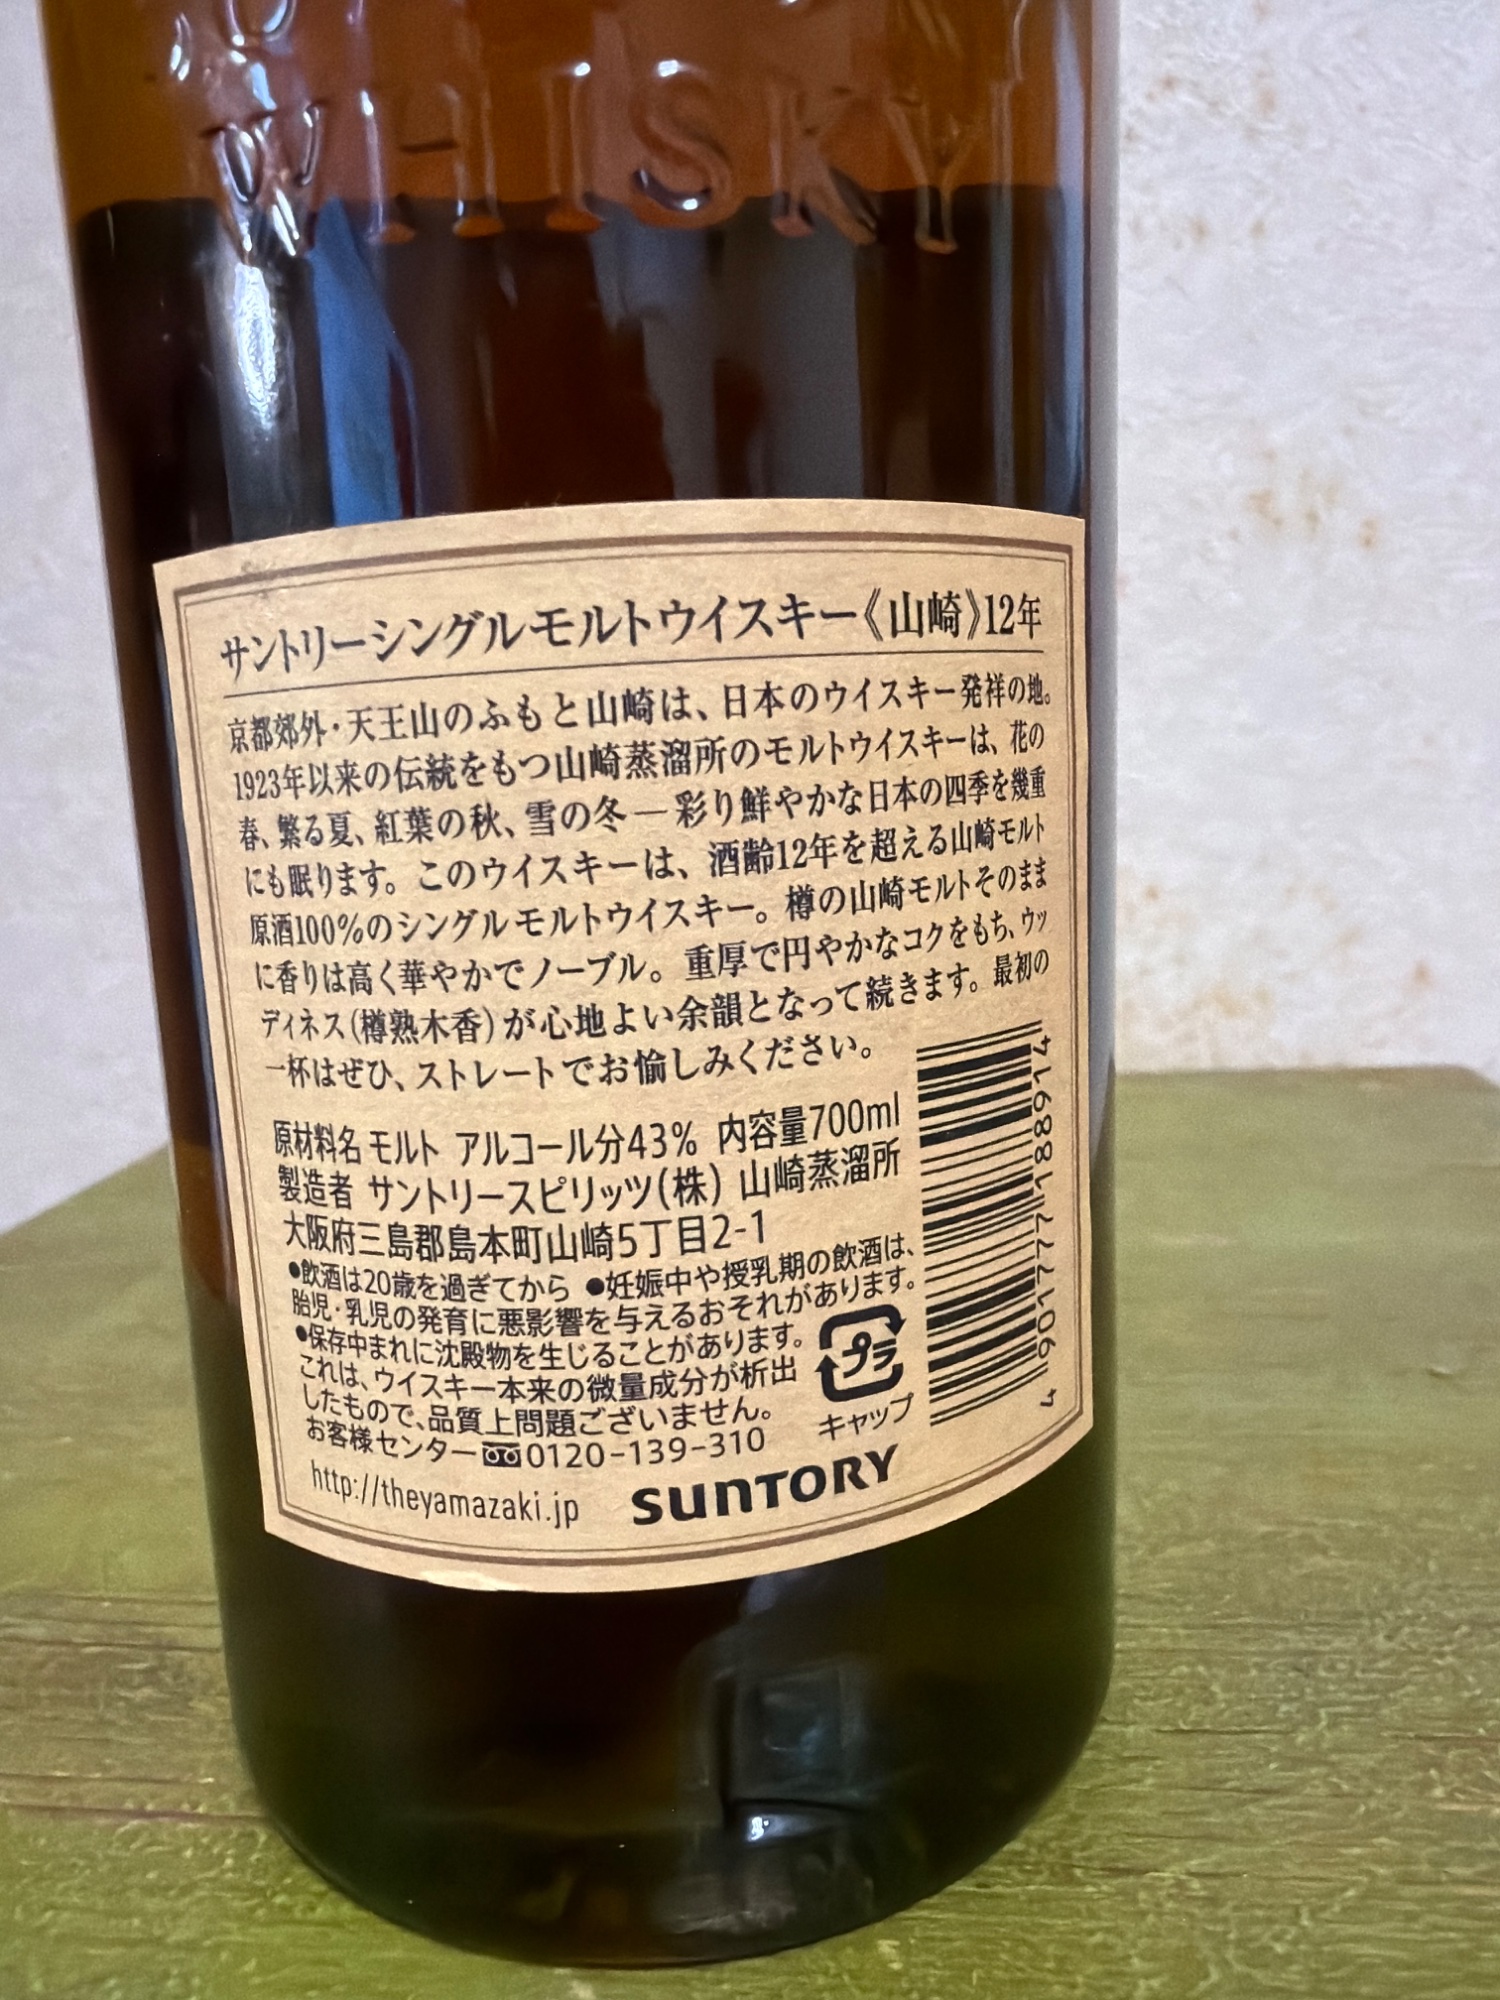 WHISKY
サントリーシングルモルトウイスキー《山崎》12年
京都郊外・天王山のふもと山崎は、日本のウイスキー発祥の地。
1923年以来の伝統をもつ山崎蒸溜所のモルトウイスキーは、花の
春、繁る夏、紅葉の秋、雪の冬―彩り鮮やかな日本の四季を幾重
にも眠ります。このウイスキーは、酒齢12年を超える山崎モルト
原酒100%のシングルモルトウイスキー。樽の山崎モルトそのまま
に香りは高く華やかでノーブル。重厚で円やかなコクをもち、ウッ
ディネス(樽熟木香)が心地よい余韻となって続きます。最初の
一杯はぜひ、ストレートでお愉しみください。
原材料名 モルト アルコール分43% 内容量700ml
製造者 サントリースピリッツ(株) 山崎蒸溜所
大阪府三島郡島本町山崎5丁目2-1
●飲酒は20歳を過ぎてから ●妊娠中や授乳期の飲酒は、
胎児・乳児の発育に悪影響を与えるおそれがあります。
●保存中まれに沈殿物を生じることがあります。
これは、ウイスキー本来の微量成分が析出
したもので、品質上問題ございません。
お客様センター 0120-139-310
http://theyamazaki.jp
プラ
キャップ
SUNTORY